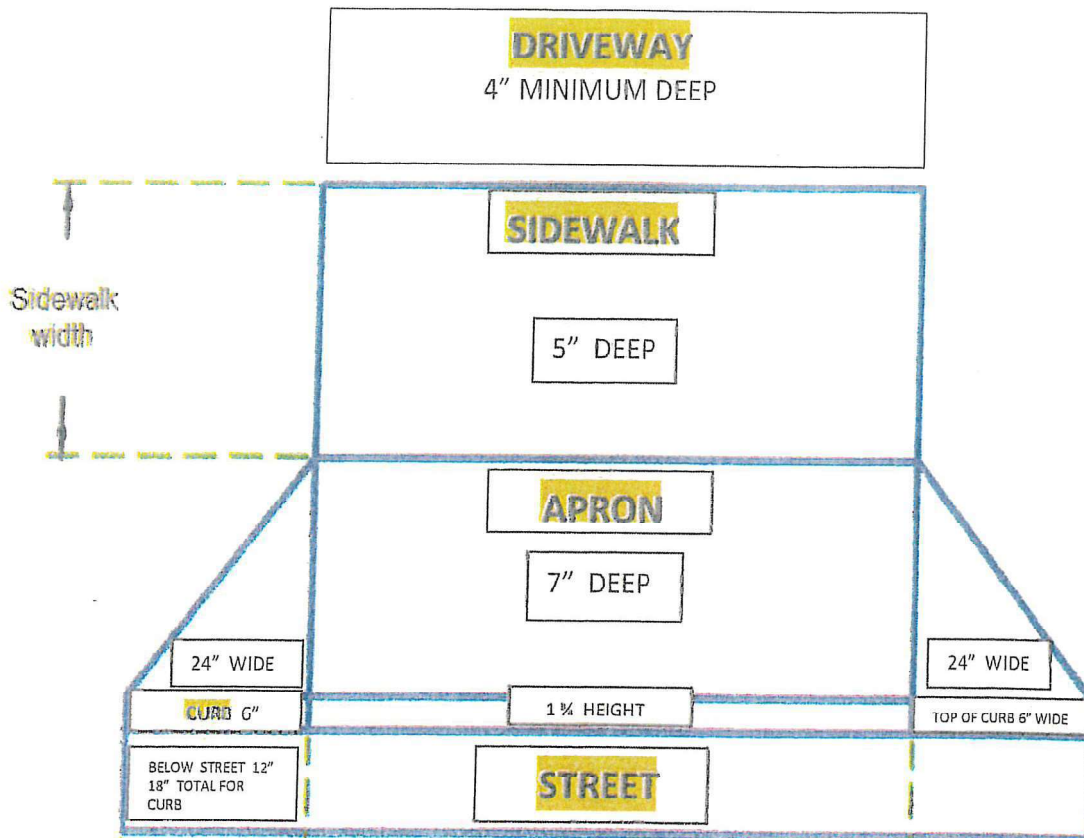 DRIVEWAY
4” MINIMUM DEEP
SIDEWALK
Sidewalk
width
5” DEEP
APRON
7” DEEP
24” WIDE
24” WIDE
CURB 6”
1 ¾ HEIGHT
TOP OF CURB 6” WIDE
BELOW STREET 12”
18” TOTAL FOR
CURB
STREET